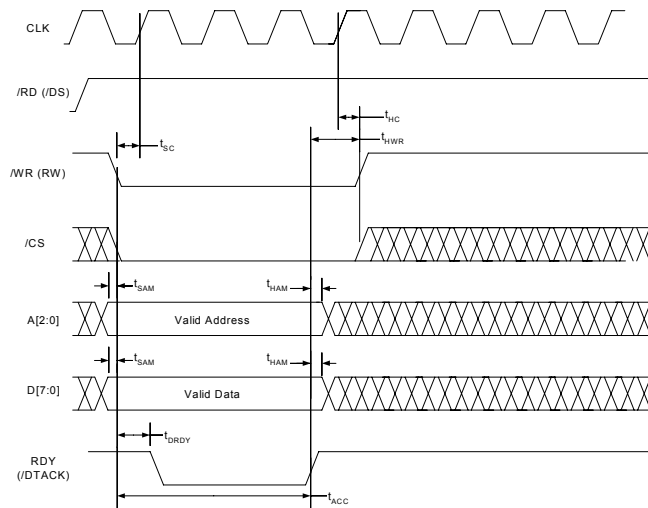 CLK
/RD (/DS)
tHC
tHWR
tSC
/WR (RW)
/CS
tSAM
tHAM
A[2:0]
Valid Address
tSAM
tHAM
D[7:0]
Valid Data
tDRDY
RDY
(/DTACK)
tACC